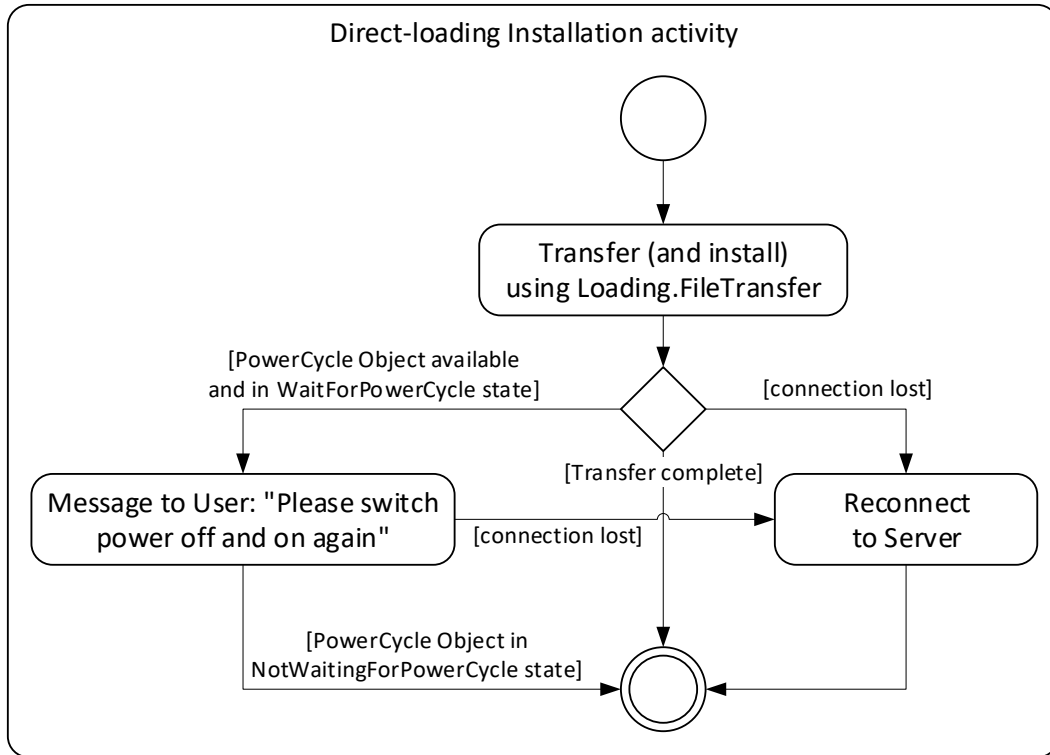 Direct-loading Installation activity
Transfer (and install)
using Loading.FileTransfer
[PowerCycle Object available
and in WaitForPowerCycle state]
[connection lost]
[Transfer complete]
Message to User: "Please switch
power off and on again"
[connection lost]
Reconnect
to Server
[PowerCycle Object in
NotWaitingForPowerCycle state]